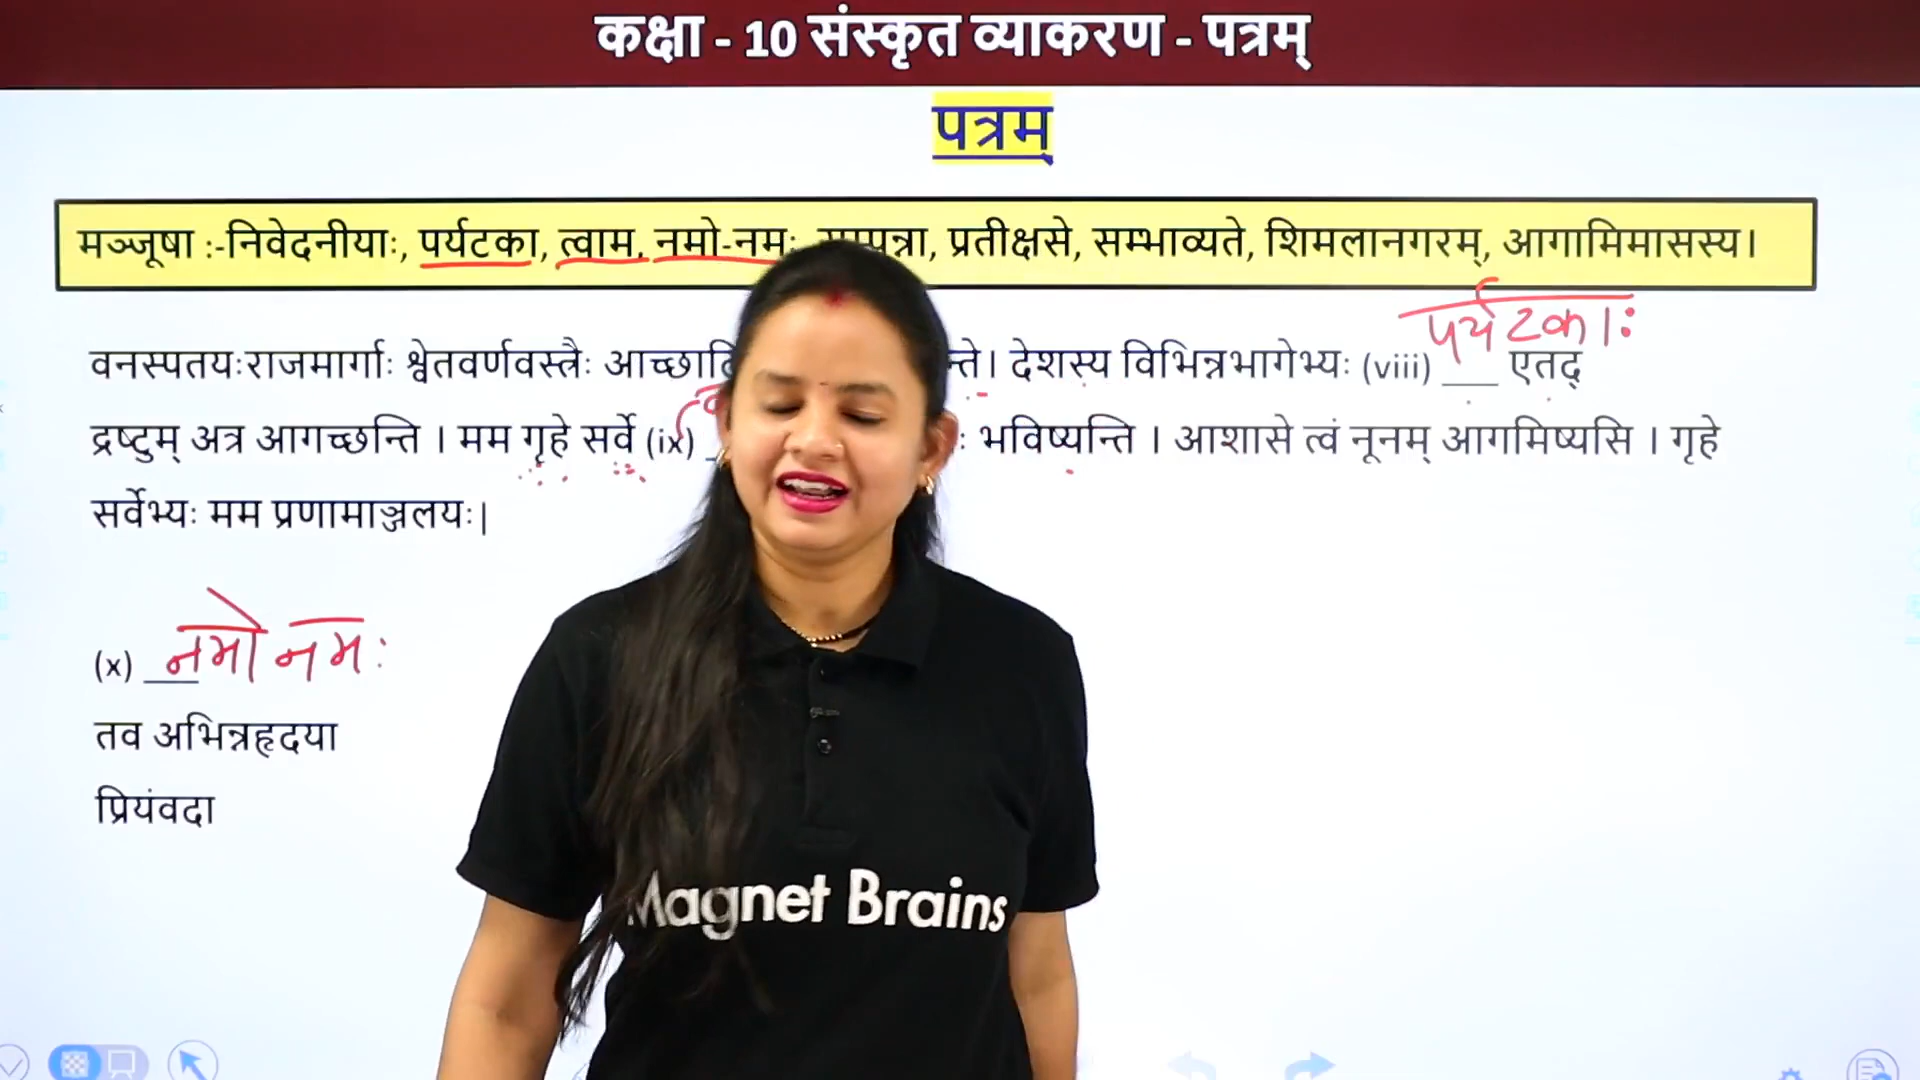 कक्षा - 10 संस्कृत व्याकरण - पत्रम्
पत्रम्
मञ्जूषा :-निवेदनीयाः, पर्यटका, त्वाम, नमो-नमः, प्रतीक्षसे, सम्भाव्यते, शिमलानगरम्, आगामिमासस्य।
पर्यटकाः
वनस्पतयःराजमार्गाः श्वेतवर्णवस्त्रैः देशस्य विभिन्नभागेभ्यः (viii) ___ एतद्
द्रष्टुम् अत्र आगच्छन्ति । मम गृहे सर्वे (ix) भविष्यन्ति । आशासे त्वं नूनम् आगमिष्यसि । गृहे
सर्वेभ्यः मम प्रणामाञ्जलयः|
(x) ___ नमो नमः
तव अभिन्नहृदया
प्रियंवदा
Magnet Brains